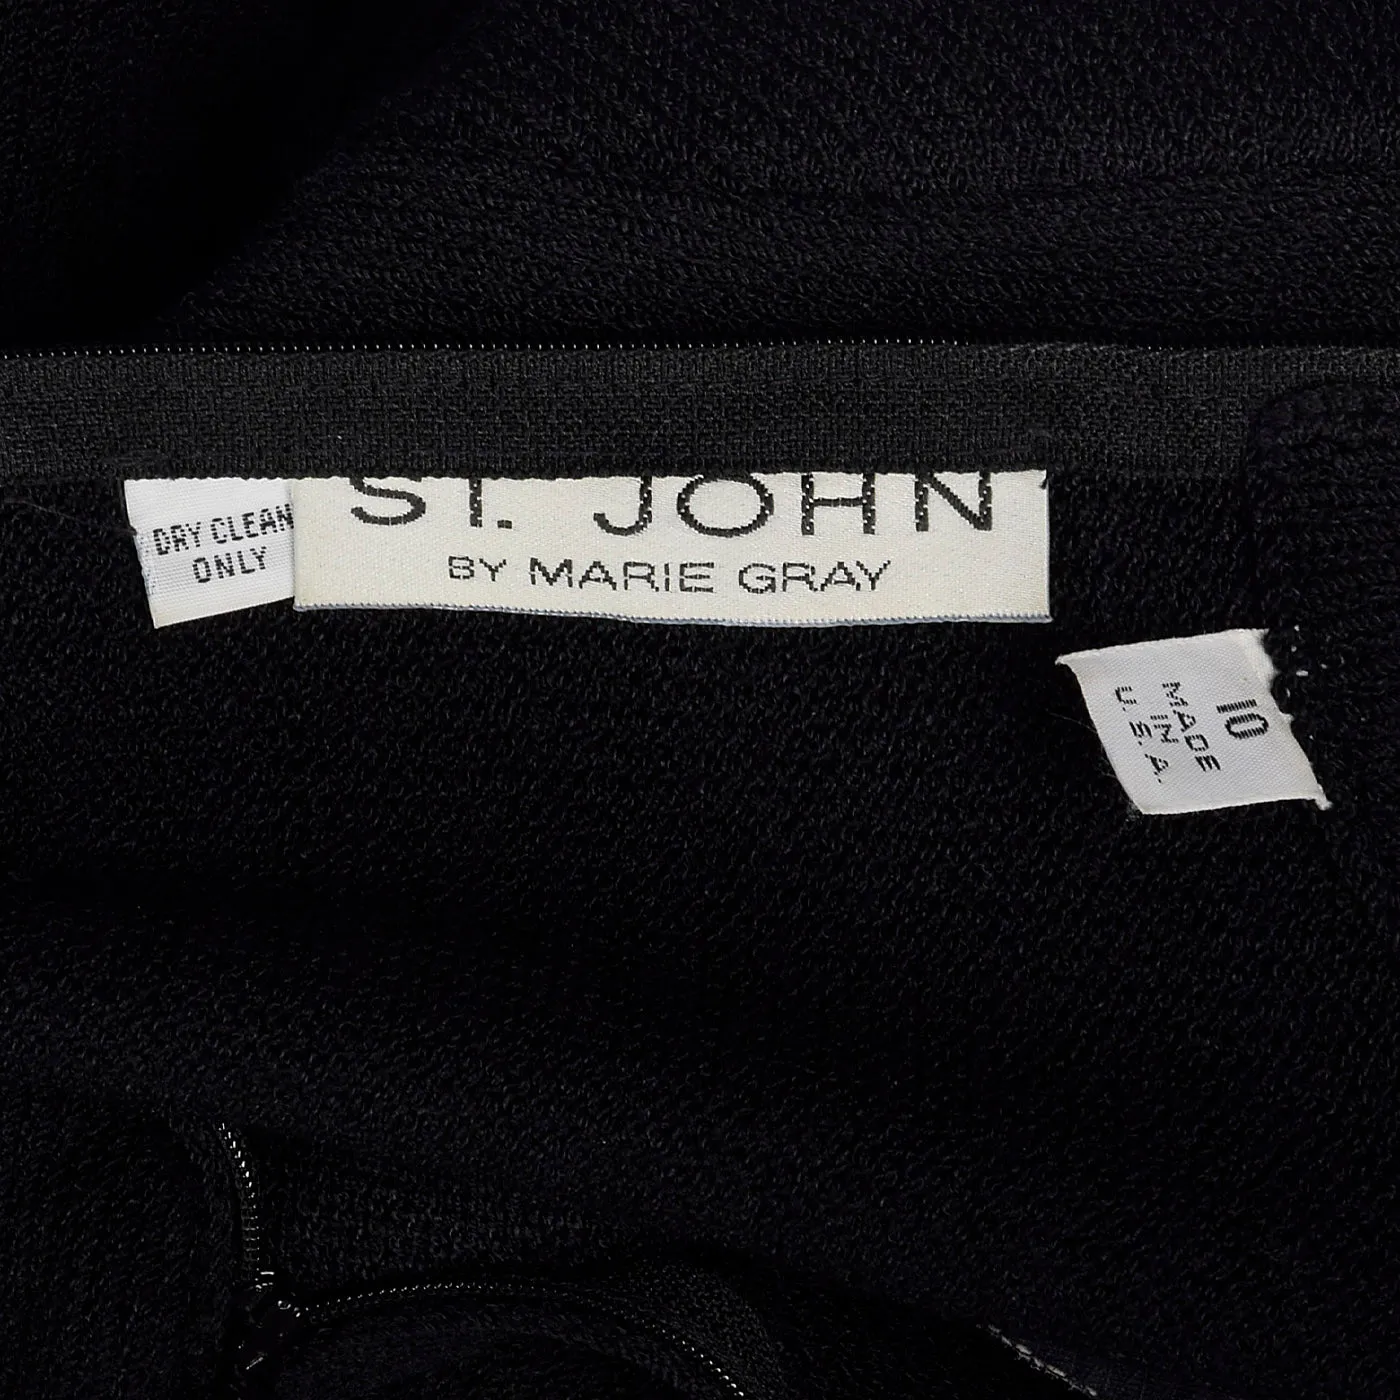 DRY CLEAN
ONLY
ST. JOHN
BY MARIE GRAY
10
MADE
IN
U.S.A.